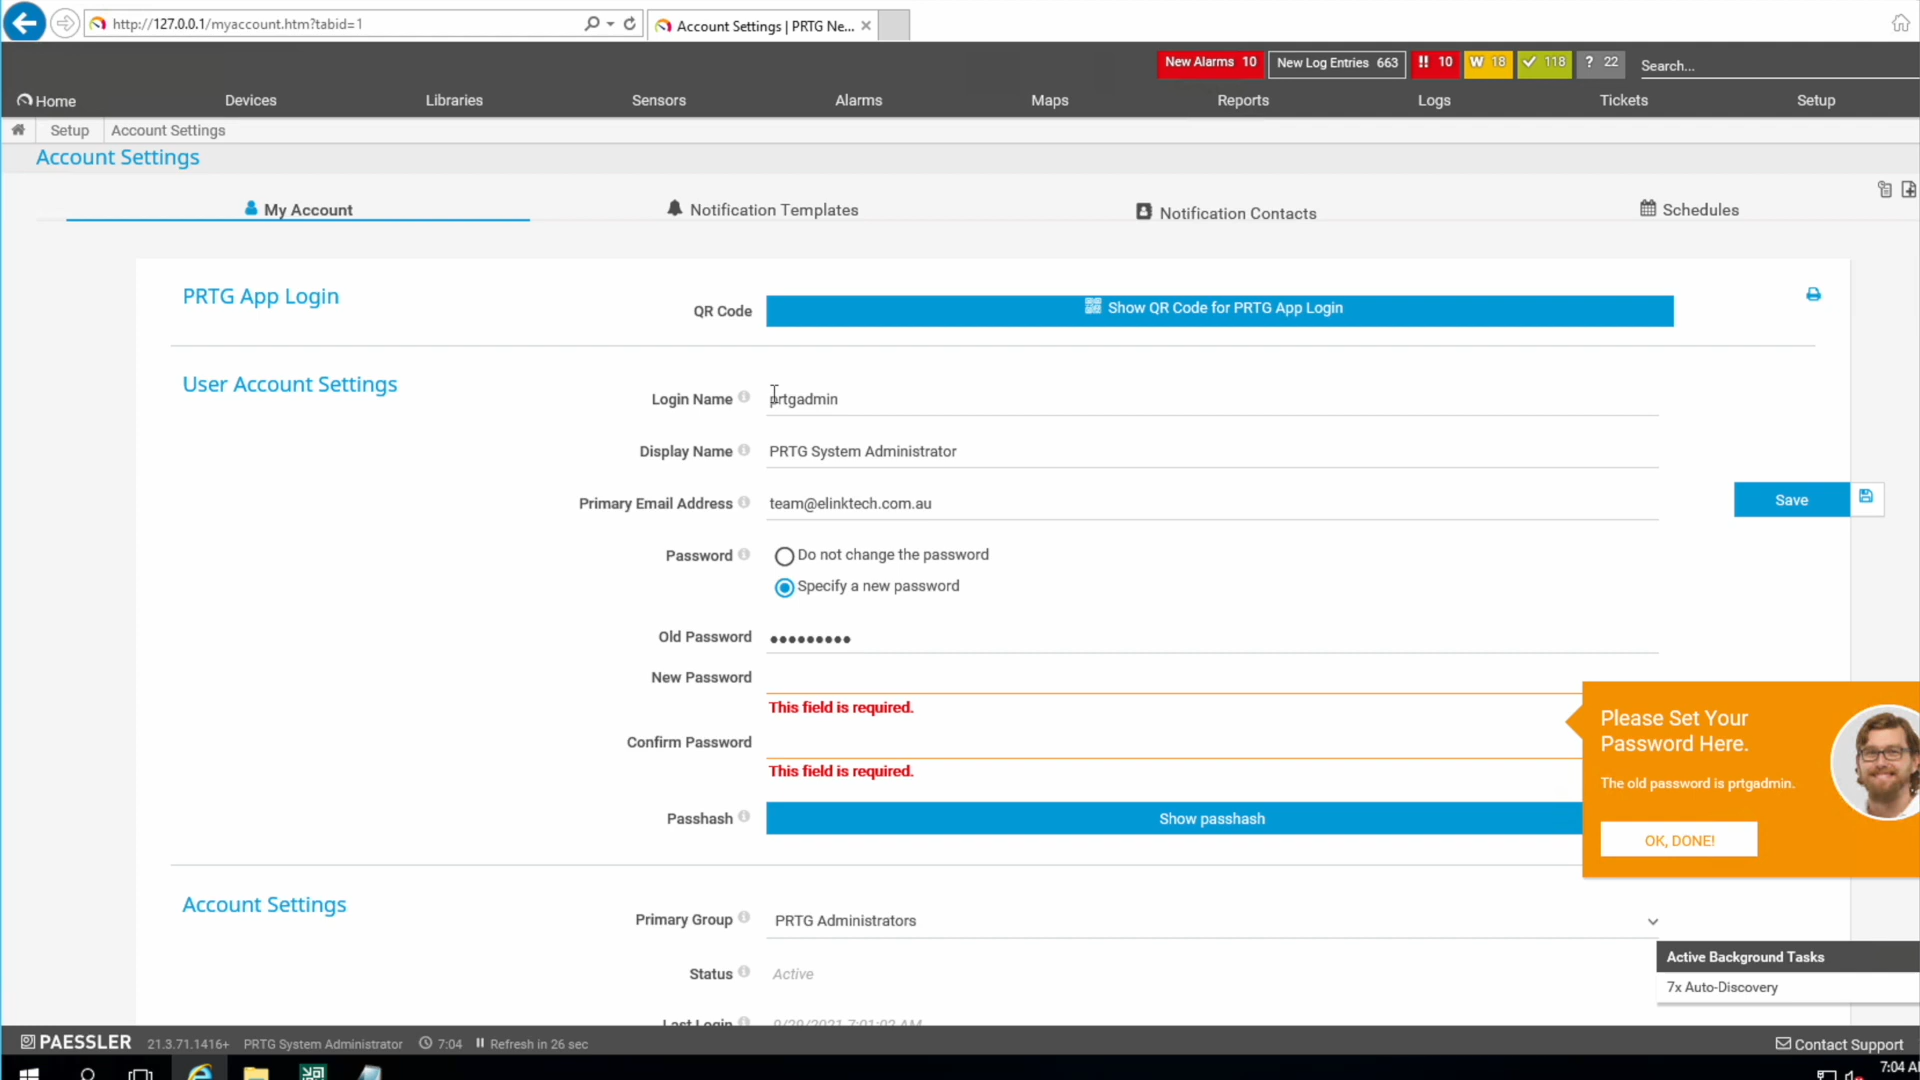 http://127.0.0.1/myaccount.htm?tabid=1
Account Settings | PRTG Ne...
New Alarms 10
New Log Entries 663
!! 10
W 18
118
? 22
Search...
Home
Devices
Libraries
Sensors
Alarms
Maps
Reports
Logs
Tickets
Setup
Setup
Account Settings
Account Settings
My Account
Notification Templates
Notification Contacts
Schedules
PRTG App Login
QR Code
Show QR Code for PRTG App Login
User Account Settings
Login Name
prtgadmin
Display Name
PRTG System Administrator
Primary Email Address
team@elinktech.com.au
Save
Password
Do not change the password
Specify a new password
Old Password
New Password
This field is required.
Confirm Password
This field is required.
Please Set Your
Password Here.
The old password is prtgadmin.
OK, DONE!
Passhash
Show passhash
Account Settings
Primary Group
PRTG Administrators
Status
Active
Active Background Tasks
7x Auto-Discovery
Last Login
9/29/2021 7:01:02 AM
PAESSLER
21.3.71.1416+
PRTG System Administrator
7:04
Refresh in 26 sec
Contact Support
7:04 AM